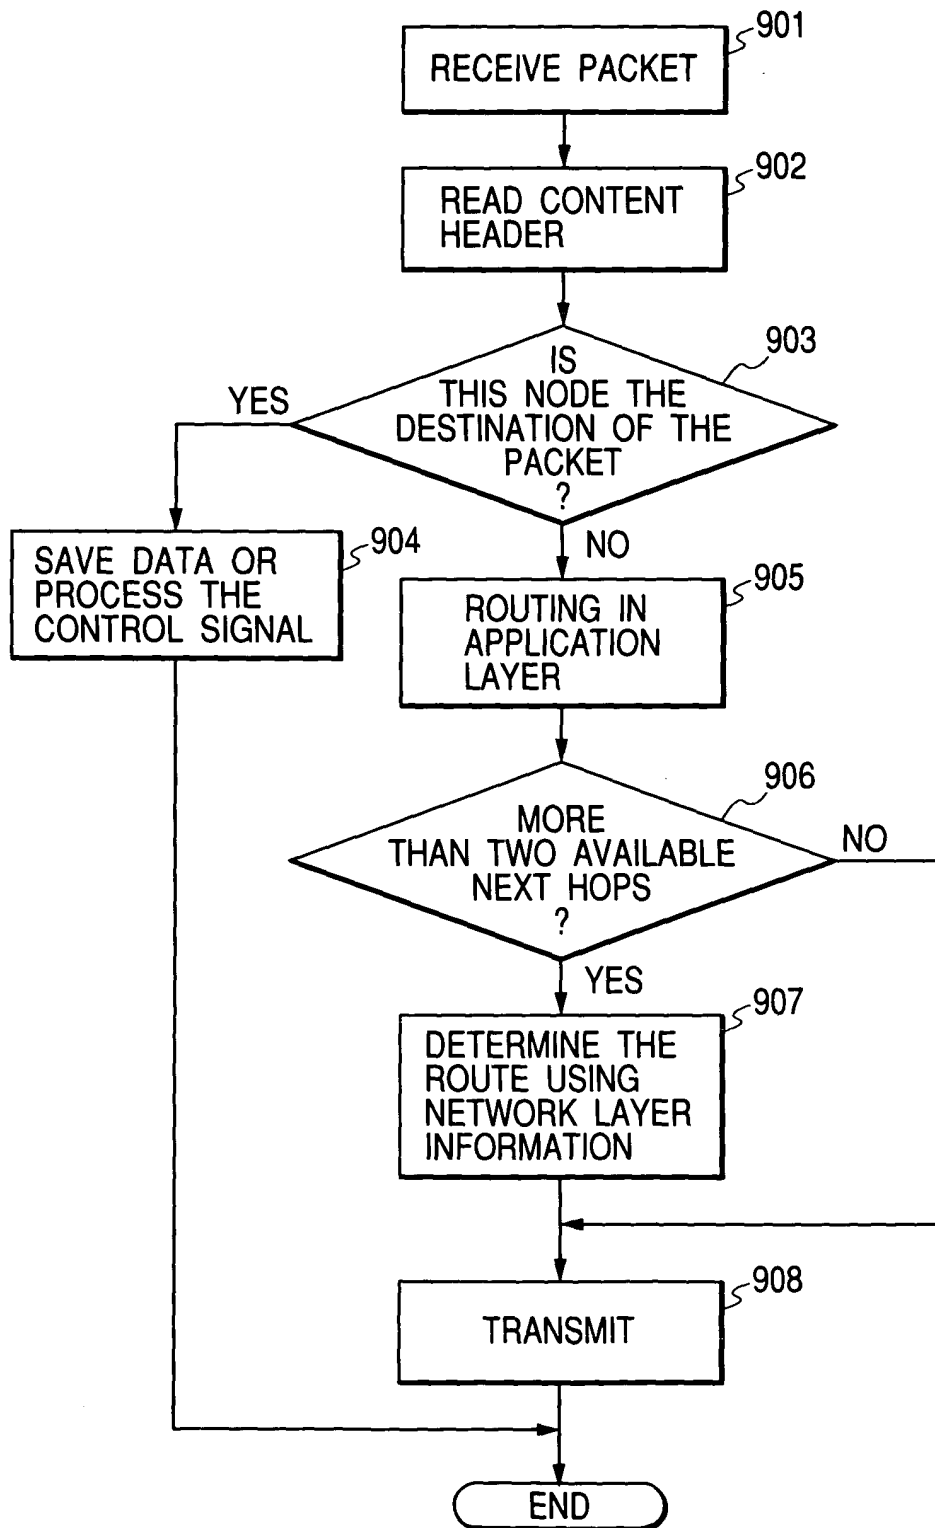 RECEIVE PACKET
901
READ CONTENT
HEADER
902
IS
THIS NODE THE
DESTINATION OF THE
PACKET
?
903
YES
NO
SAVE DATA OR
PROCESS THE
CONTROL SIGNAL
904
ROUTING IN
APPLICATION
LAYER
905
MORE
THAN TWO AVAILABLE
NEXT HOPS
?
906
NO
YES
DETERMINE THE
ROUTE USING
NETWORK LAYER
INFORMATION
907
TRANSMIT
908
END